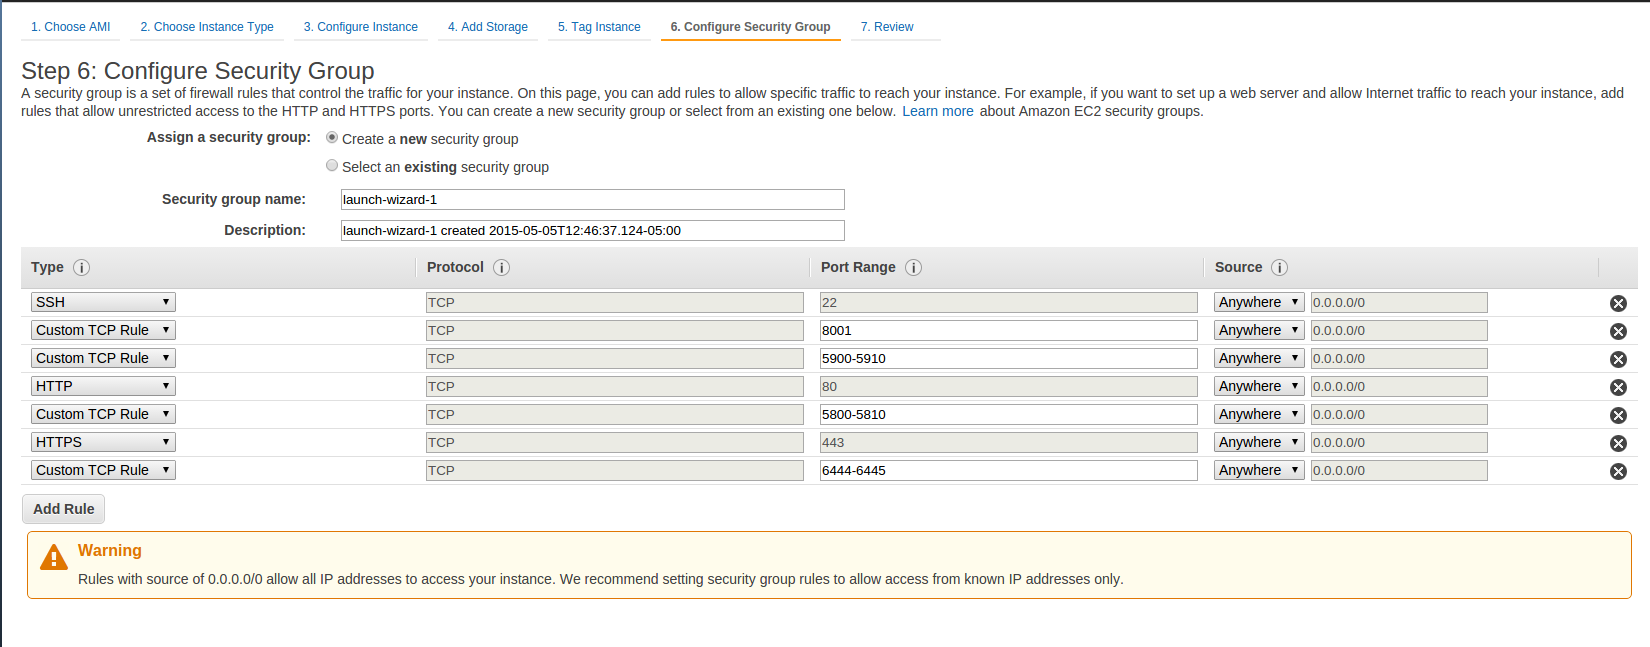 1. Choose AMI 2. Choose Instance Type 3. Configure Instance 4. Add Storage 5. Tag Instance 6. Configure Security Group 7. Review
Step 6: Configure Security Group
A security group is a set of firewall rules that control the traffic for your instance. On this page, you can add rules to allow specific traffic to reach your instance. For example, if you want to set up a web server and allow Internet traffic to reach your instance, add
rules that allow unrestricted access to the HTTP and HTTPS ports. You can create a new security group or select from an existing one below. Learn more about Amazon EC2 security groups.
Assign a security group: Create a new security group
Select an existing security group
Security group name: launch-wizard-1
Description: launch-wizard-1 created 2015-05-05T12:46:37.124-05:00
Type i Protocol i Port Range i Source i
SSH TCP 22 Anywhere 0.0.0.0/0
Custom TCP Rule TCP 8001 Anywhere 0.0.0.0/0
Custom TCP Rule TCP 5900-5910 Anywhere 0.0.0.0/0
HTTP TCP 80 Anywhere 0.0.0.0/0
Custom TCP Rule TCP 5800-5810 Anywhere 0.0.0.0/0
HTTPS TCP 443 Anywhere 0.0.0.0/0
Custom TCP Rule TCP 6444-6445 Anywhere 0.0.0.0/0
Add Rule
Warning
Rules with source of 0.0.0.0/0 allow all IP addresses to access your instance. We recommend setting security group rules to allow access from known IP addresses only.